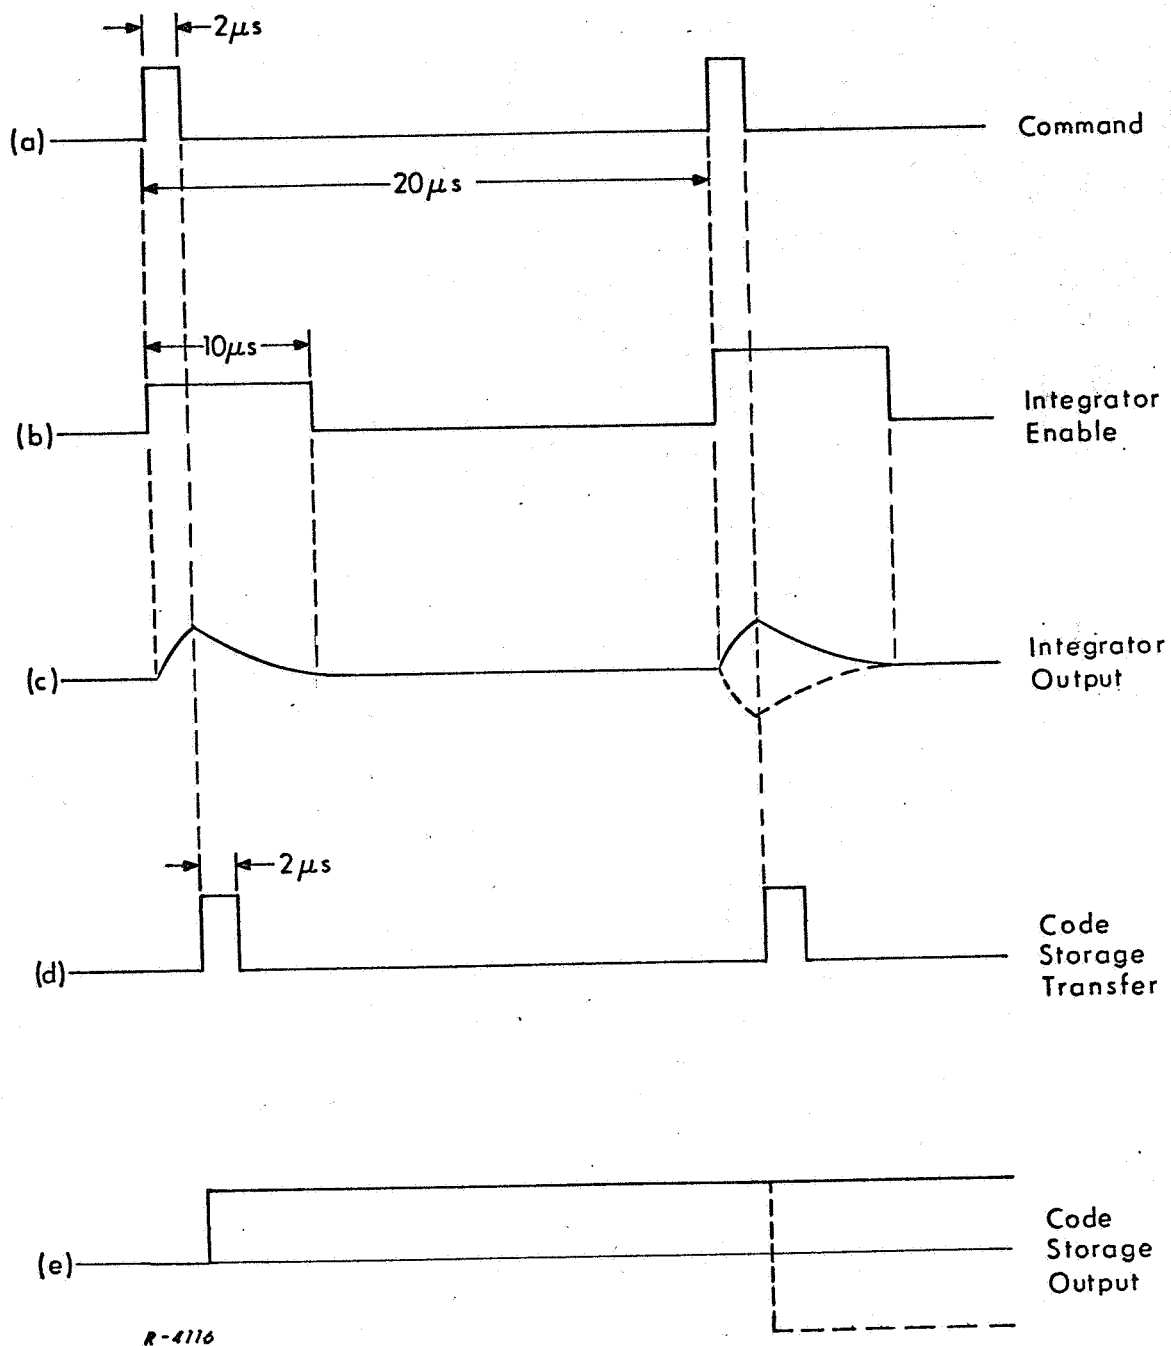 2μs
(a)
Command
20μs
10μs
(b)
Integrator
Enable
(c)
Integrator
Output
2μs
(d)
Code
Storage
Transfer
(e)
Code
Storage
Output
R-4116